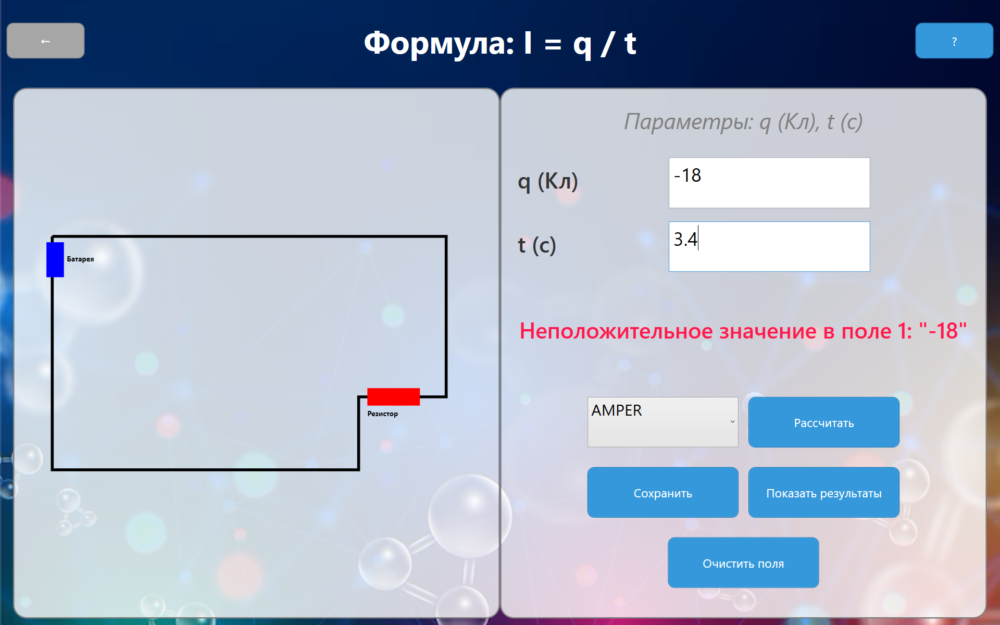 ←
Формула: I = q / t
?
Батарея
Резистор
Параметры: q (Кл), t (с)
q (Кл)
-18
t (с)
3.4
Неположительное значение в поле 1: "-18"
AMPER
Рассчитать
Сохранить
Показать результаты
Очистить поля